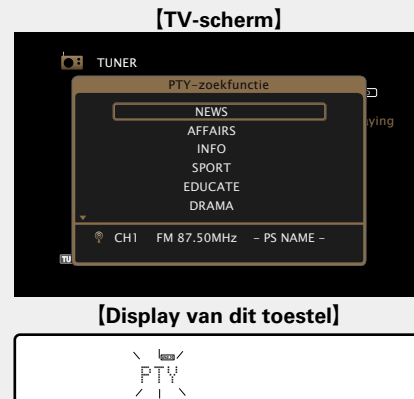 【TV-scherm】
TUNER
PTY-zoekfunctie
NEWS
AFFAIRS
INFO
SPORT
EDUCATE
DRAMA
CH1 FM 87.50MHz - PS NAME -
TU
【Display van dit toestel】
PTY